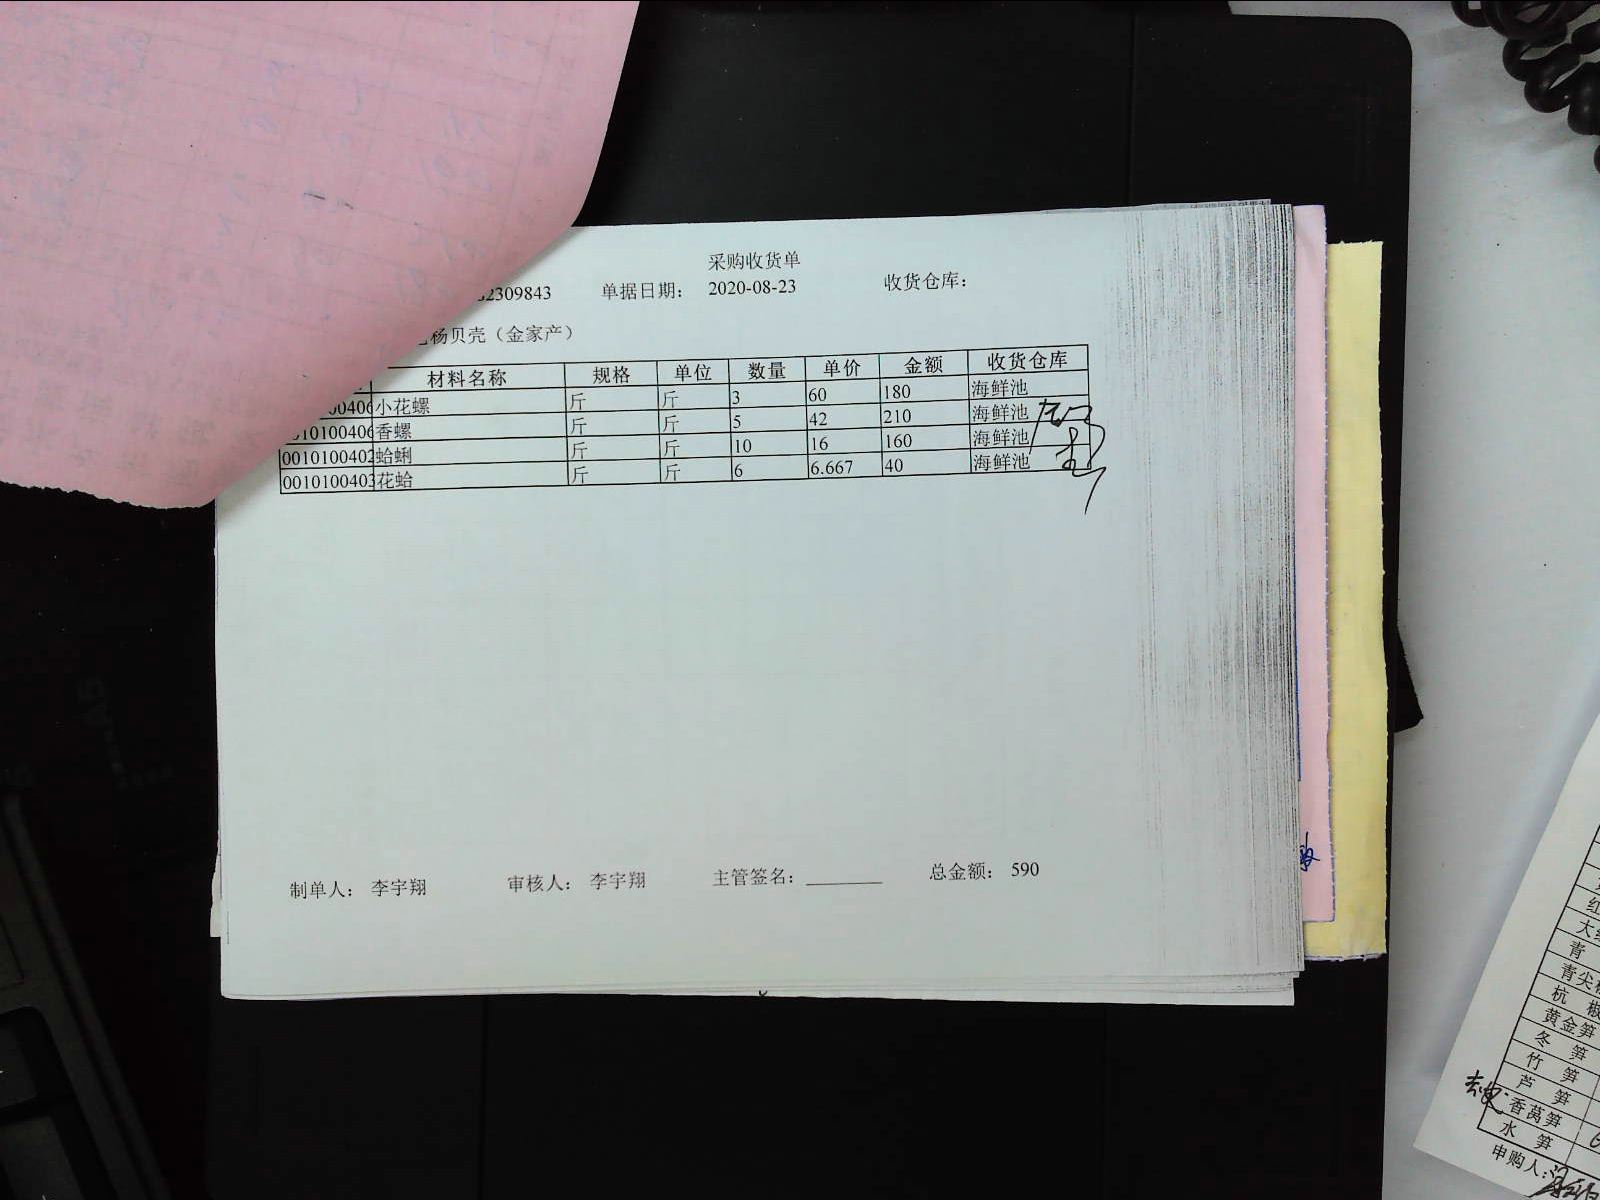 采购收货单
2309843 单据日期： 2020-08-23 收货仓库：
杨贝壳（金家产）
材料名称 规格 单位 数量 单价 金额 收货仓库
00406 小花螺 斤 斤 3 60 180 海鲜池
010100406 香螺 斤 斤 5 42 210 海鲜池
0010100402 蛤蜊 斤 斤 10 16 160 海鲜池
0010100403 花蛤 斤 斤 6 6.667 40 海鲜池
制单人： 李宇翔 审核人： 李宇翔 主管签名：________ 总金额： 590
红
大
青
青尖
杭 椒
黄金笋
冬 笋
竹 笋
芦 笋
香莴笋
水 笋
申购人: